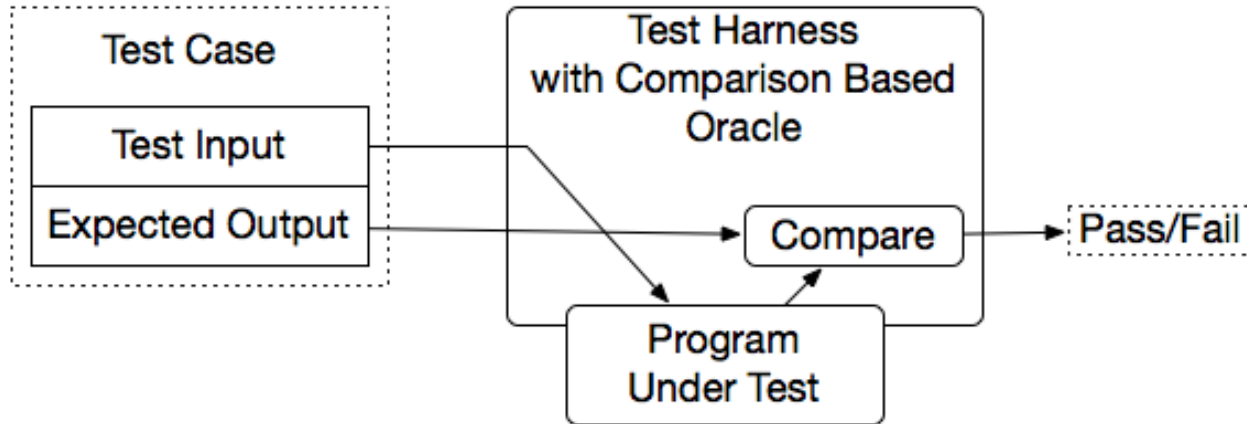 Test Case
Test Input
Expected Output
Test Harness
with Comparison Based
Oracle
Compare
Program
Under Test
Pass/Fail